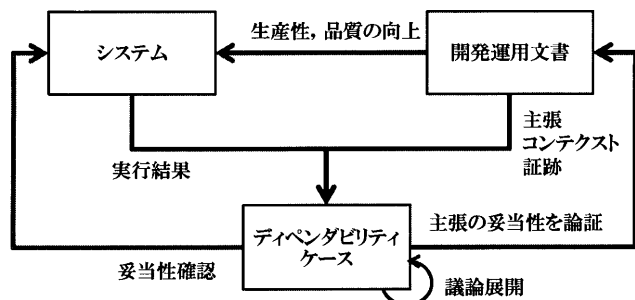 システム
生産性，品質の向上
開発運用文書
実行結果
主張
コンテクスト
証跡
ディペンダビリティ
ケース
主張の妥当性を論証
妥当性確認
議論展開